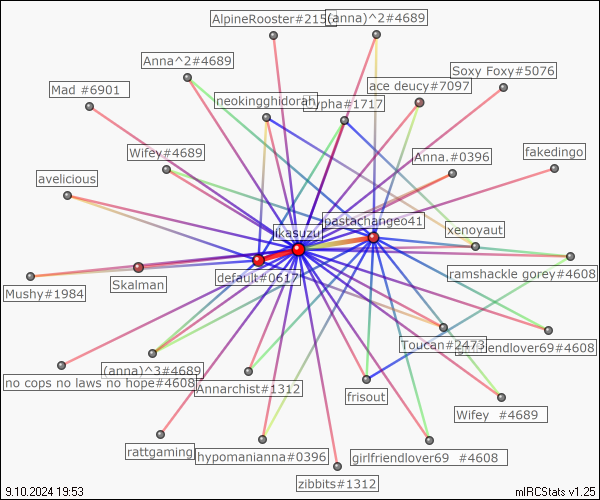 AlpineRooster#215
(anna)^2#4689
Anna^2#4689
Soxy Foxy#5076
ace deucy#7097
Mad #6901
neokingghidorah
hypha#1717
Wifey#4689
fakedingo
Anna.#0396
avelicious
pastachangeo41
ikasuzu
xenoyaut
default#0617
ramshackle gorey#4608
Skalman
Mushy#1984
Toucan#2473
girlfriendlover69 #4608
(anna)^3#4689
no cops no laws no hope#4608
Annarchist#1312
frisout
Wifey #4689
rattgaming
hypomanianna#0396
girlfriendlover69 #4608
zibbits#1312
9.10.2024 19:53
mIRCStats v1.25